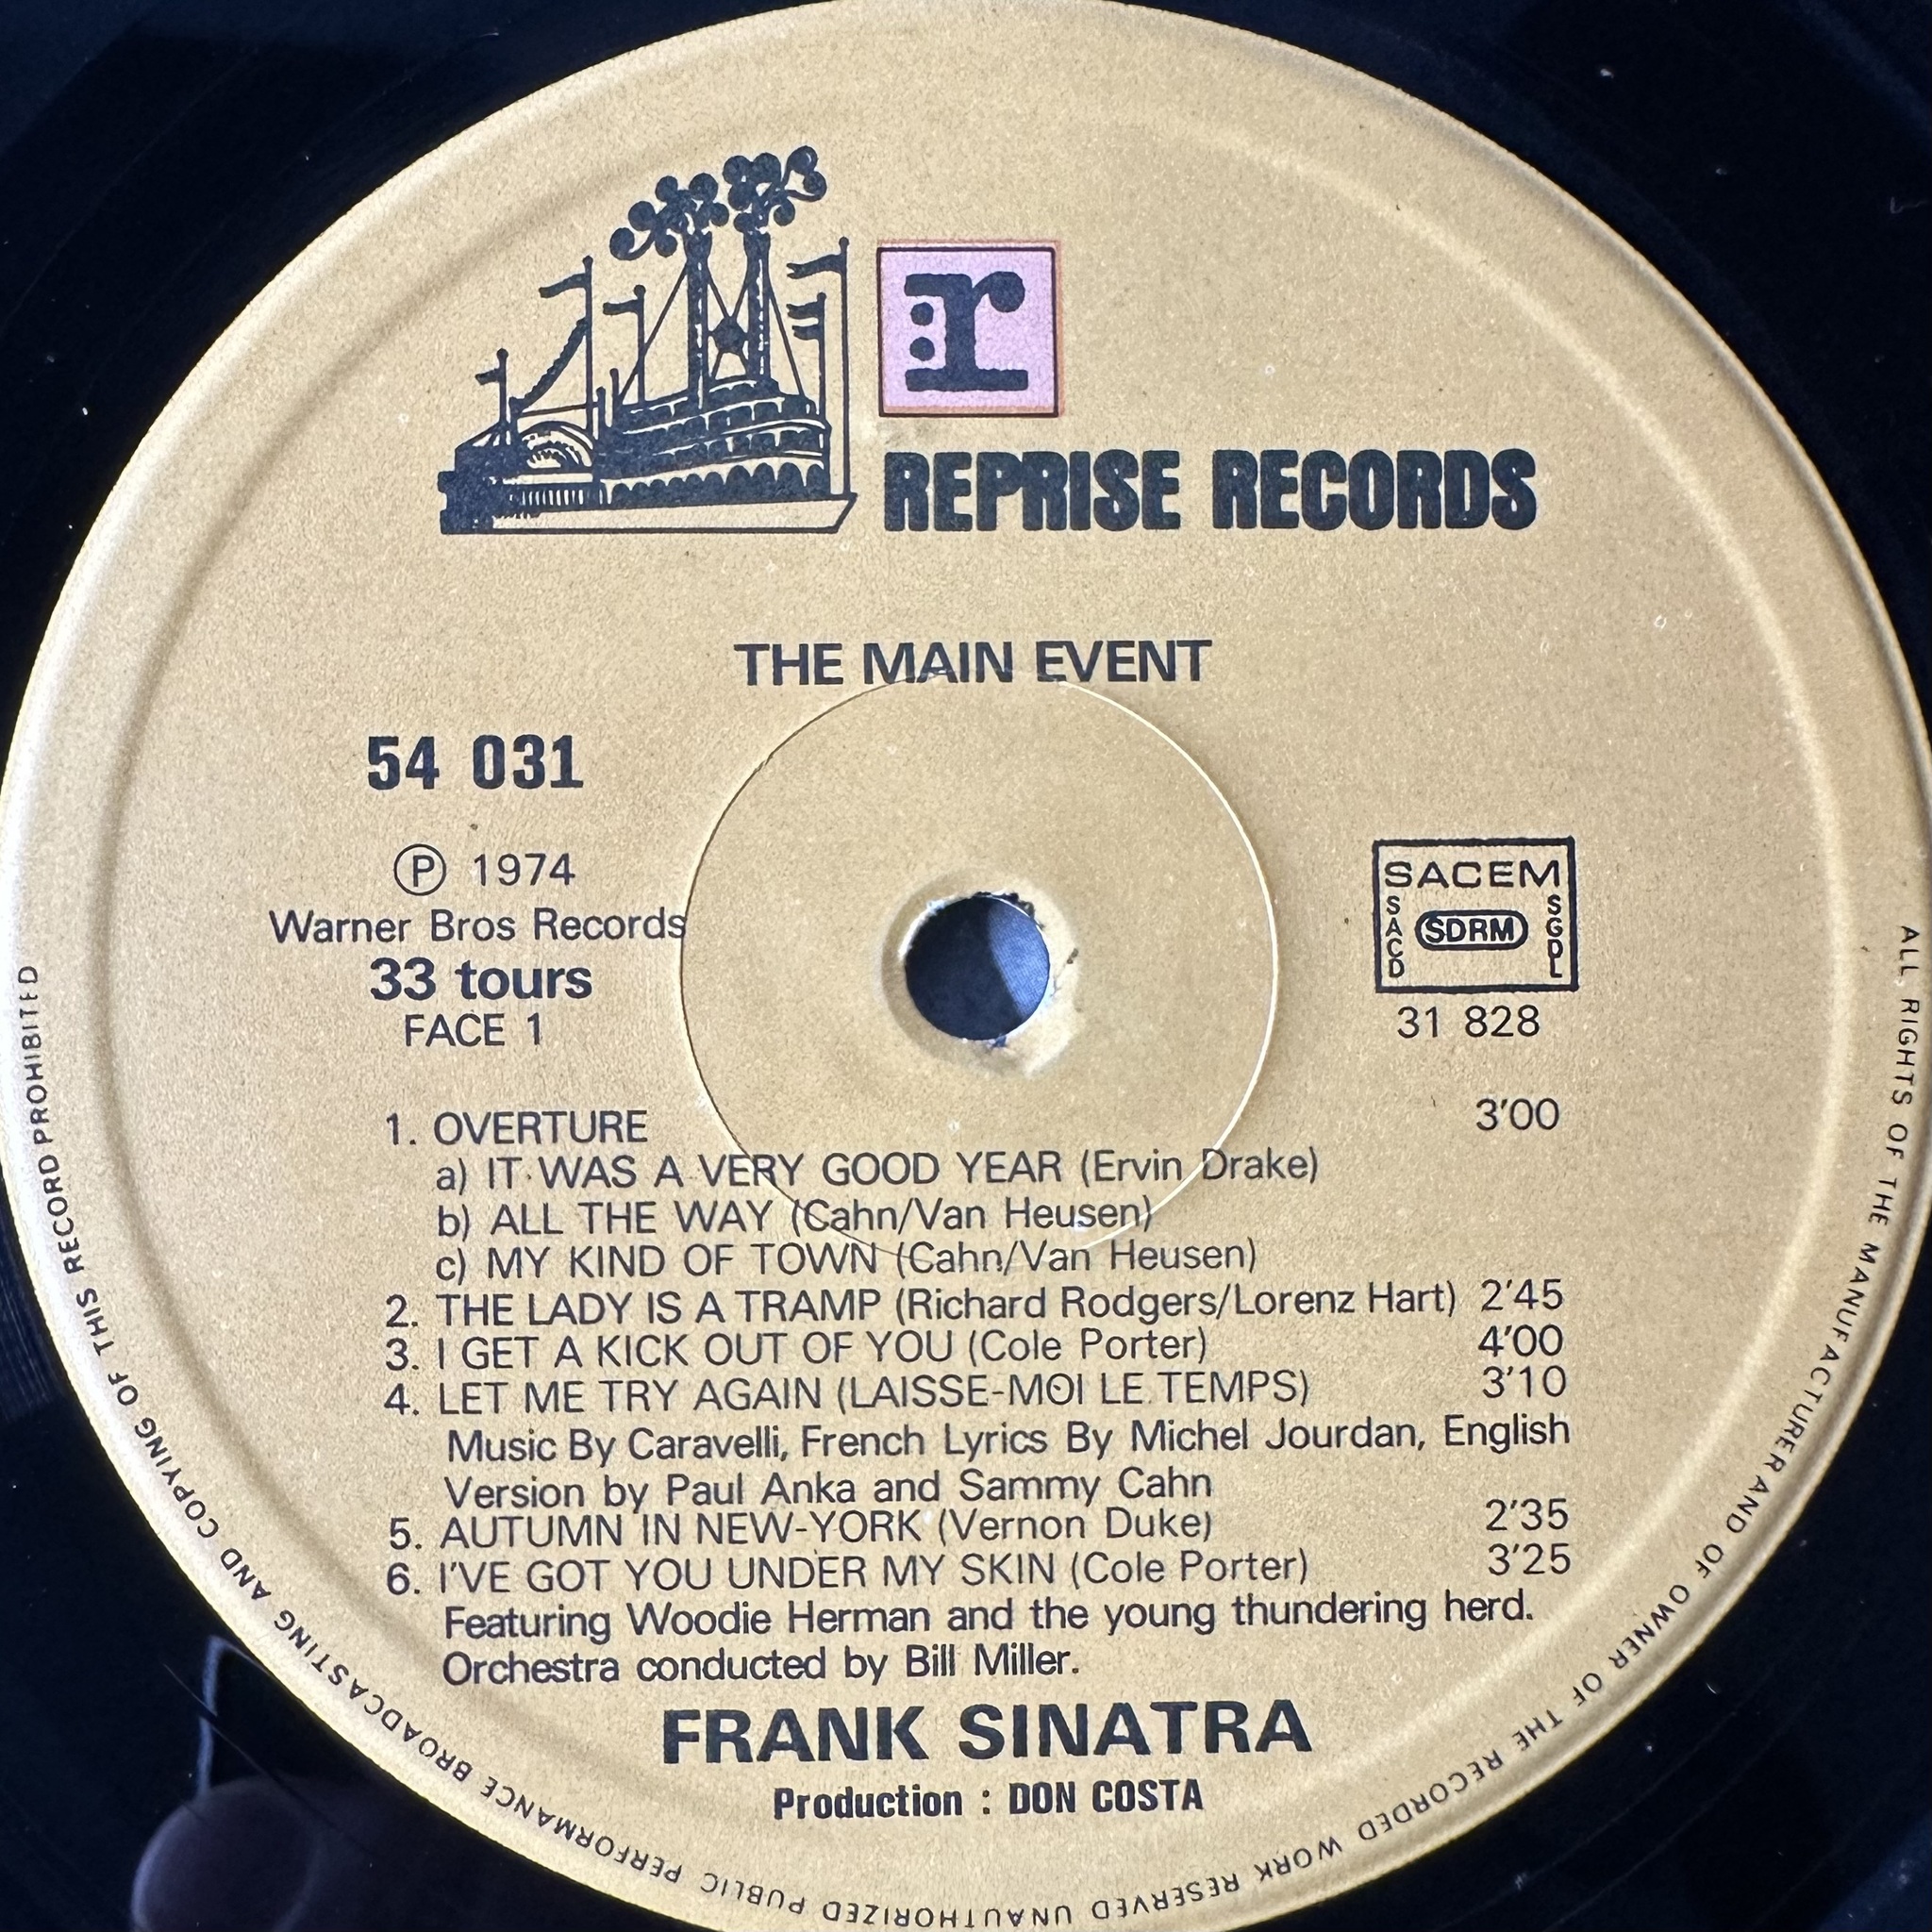 r
REPRISE RECORDS
THE MAIN EVENT
54 031
Ⓟ 1974
Warner Bros Records
33 tours
FACE 1
SACEM
SACD
SDRM
SGDL
31 828
1. OVERTURE 3'00
a) IT WAS A VERY GOOD YEAR (Ervin Drake)
b) ALL THE WAY (Cahn/Van Heusen)
c) MY KIND OF TOWN (Cahn/Van Heusen)
2. THE LADY IS A TRAMP (Richard Rodgers/Lorenz Hart) 2'45
3. I GET A KICK OUT OF YOU (Cole Porter) 4'00
4. LET ME TRY AGAIN (LAISSE-MOI LE TEMPS) 3'10
Music By Caravelli, French Lyrics By Michel Jourdan, English
Version by Paul Anka and Sammy Cahn
5. AUTUMN IN NEW-YORK (Vernon Duke) 2'35
6. I'VE GOT YOU UNDER MY SKIN (Cole Porter) 3'25
Featuring Woodie Herman and the young thundering herd.
Orchestra conducted by Bill Miller.
FRANK SINATRA
Production : DON COSTA
ALL RIGHTS OF THE MANUFACTURER AND OF OWNER OF THE RECORDED WORK RESERVED UNAUTHORIZED PUBLIC PERFORMANCE BROADCASTING AND COPYING OF THIS RECORD PROHIBITED